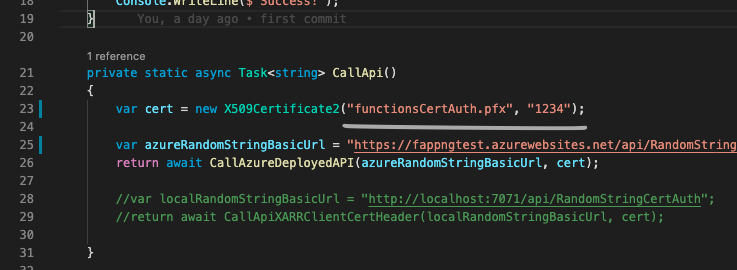 18 Console.WriteLine($"Success!");
19 } You, a day ago • first commit
20
1 reference
21 private static async Task<string> CallApi()
22 {
23 var cert = new X509Certificate2("functionsCertAuth.pfx", "1234");
24
25 var azureRandomStringBasicUrl = "https://fappngtest.azurewebsites.net/api/RandomString
26 return await CallAzureDeployedAPI(azureRandomStringBasicUrl, cert);
27
28 //var localRandomStringBasicUrl = "http://localhost:7071/api/RandomStringCertAuth";
29 //return await CallApiXARRClientCertHeader(localRandomStringBasicUrl, cert);
30
31 }
32